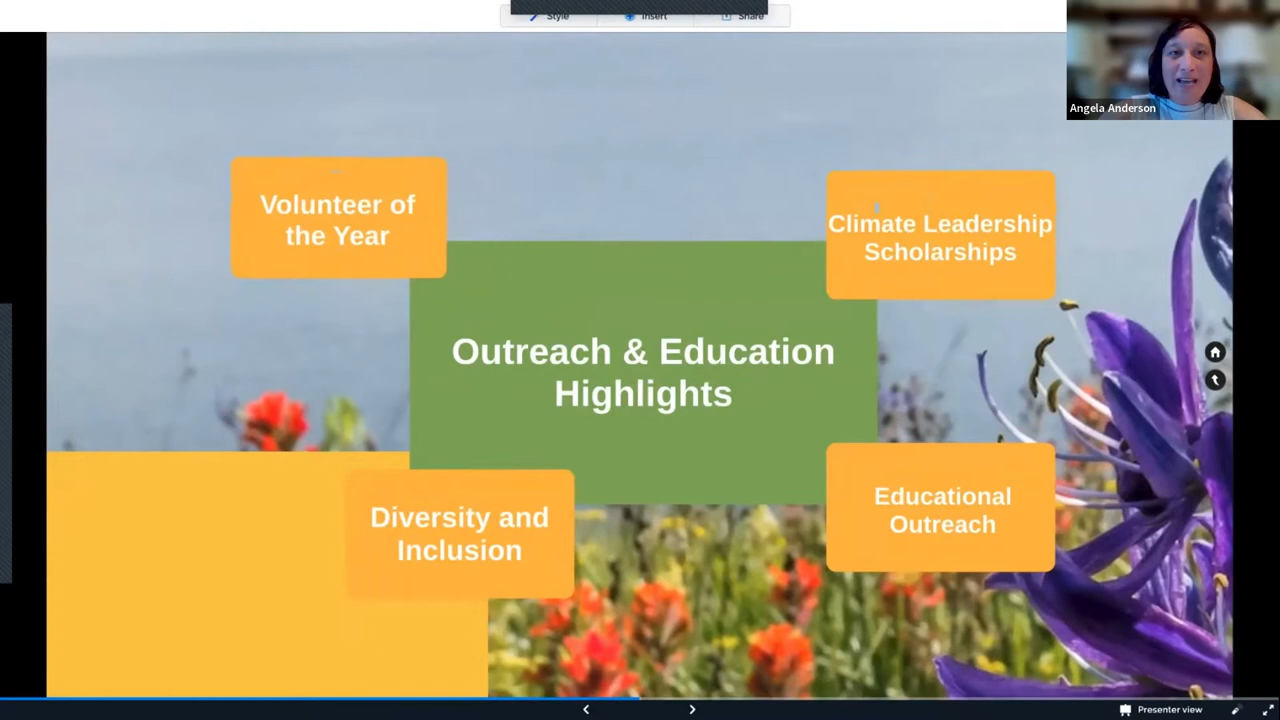 Style
Insert
Share
Angela Anderson
Volunteer of
the Year
Climate Leadership
Scholarships
Outreach & Education
Highlights
Diversity and
Inclusion
Educational
Outreach
Presenter view